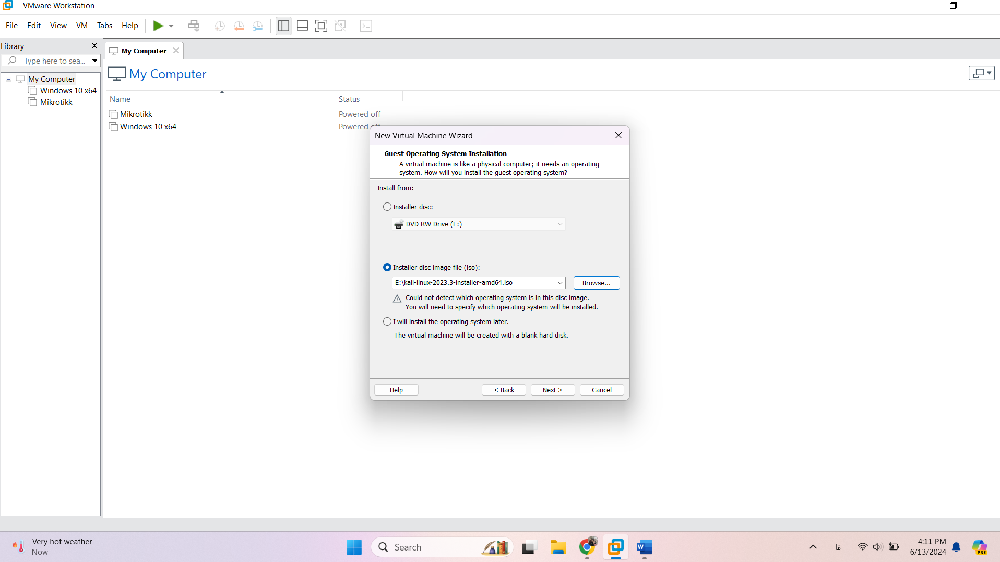 VMware Workstation
File Edit View VM Tabs Help
Library
Type here to sea...
My Computer
Windows 10 x64
Mikrotikk
My Computer
My Computer
Name Status
Mikrotikk Powered off
Windows 10 x64 Powered off
New Virtual Machine Wizard
Guest Operating System Installation
A virtual machine is like a physical computer; it needs an operating
system. How will you install the guest operating system?
Install from:
Installer disc:
DVD RW Drive (F:)
Installer disc image file (iso):
E:\kali-linux-2023.3-installer-amd64.iso
Browse...
Could not detect which operating system is in this disc image.
You will need to specify which operating system will be installed.
I will install the operating system later.
The virtual machine will be created with a blank hard disk.
Help < Back Next > Cancel
Very hot weather
Now
Search
W
فا
4:11 PM
6/13/2024
PRE